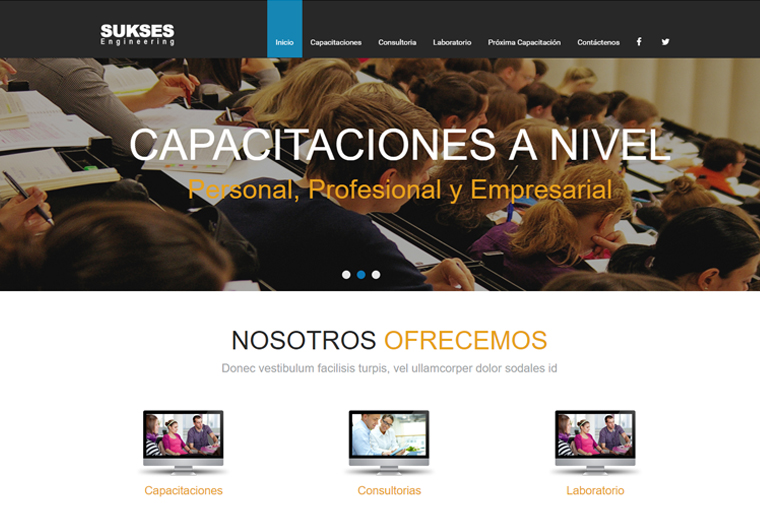 SUKSES
Engineering
Inicio Capacitaciones Consultoria Laboratorio Próxima Capacitación Contáctenos
CAPACITACIONES A NIVEL
Personal, Profesional y Empresarial
NOSOTROS OFRECEMOS
Donec vestibulum facilisis turpis, vel ullamcorper dolor sodales id
Capacitaciones Consultorias Laboratorio